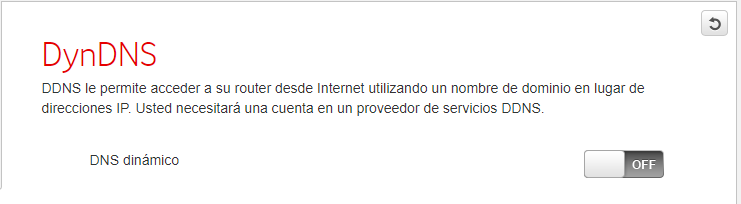 DynDNS
DDNS le permite acceder a su router desde Internet utilizando un nombre de dominio en lugar de
direcciones IP. Usted necesitará una cuenta en un proveedor de servicios DDNS.
DNS dinámico
OFF